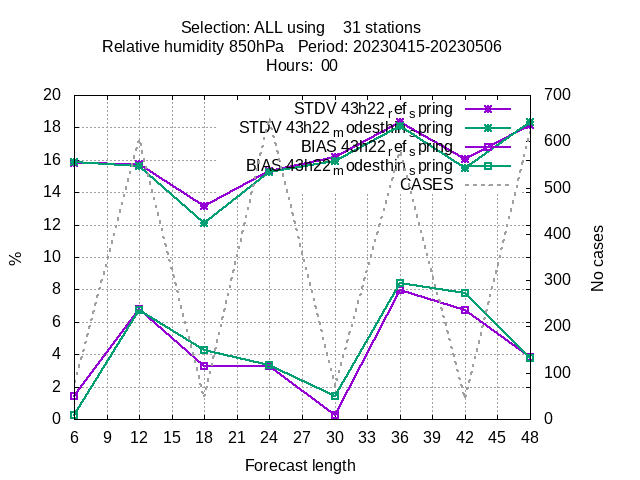 Selection: ALL using 31 stations
Relative humidity 850hPa Period: 20230415-20230506
Hours: 00
STDV 43h22_ref_spring
STDV 43h22_modesthin_spring
BIAS 43h22_ref_spring
BIAS 43h22_modesthin_spring
CASES
20
18
16
14
12
10
8
6
4
2
0
%
700
600
500
400
300
200
100
0
No cases
6 9 12 15 18 21 24 27 30 33 36 39 42 45 48
Forecast length